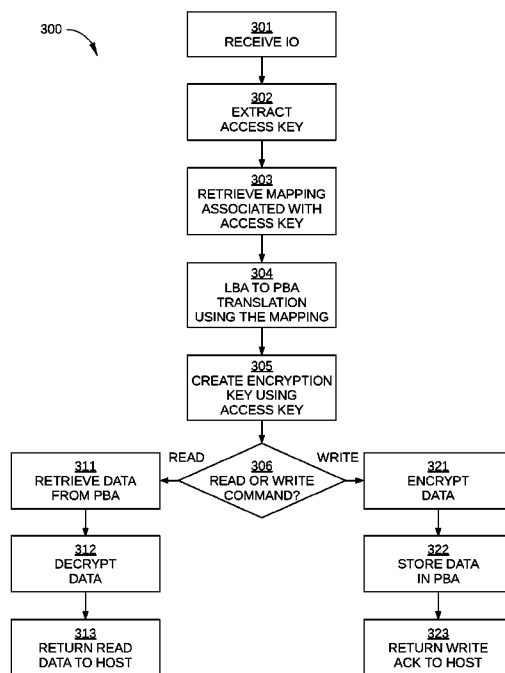 300
301
RECEIVE IO
302
EXTRACT
ACCESS KEY
303
RETRIEVE MAPPING
ASSOCIATED WITH
ACCESS KEY
304
LBA TO PBA
TRANSLATION
USING THE MAPPING
305
CREATE ENCRYPTION
KEY USING
ACCESS KEY
306
READ OR WRITE
COMMAND?
READ
311
RETRIEVE DATA
FROM PBA
312
DECRYPT
DATA
313
RETURN READ
DATA TO HOST
WRITE
321
ENCRYPT
DATA
322
STORE DATA
IN PBA
323
RETURN WRITE
ACK TO HOST